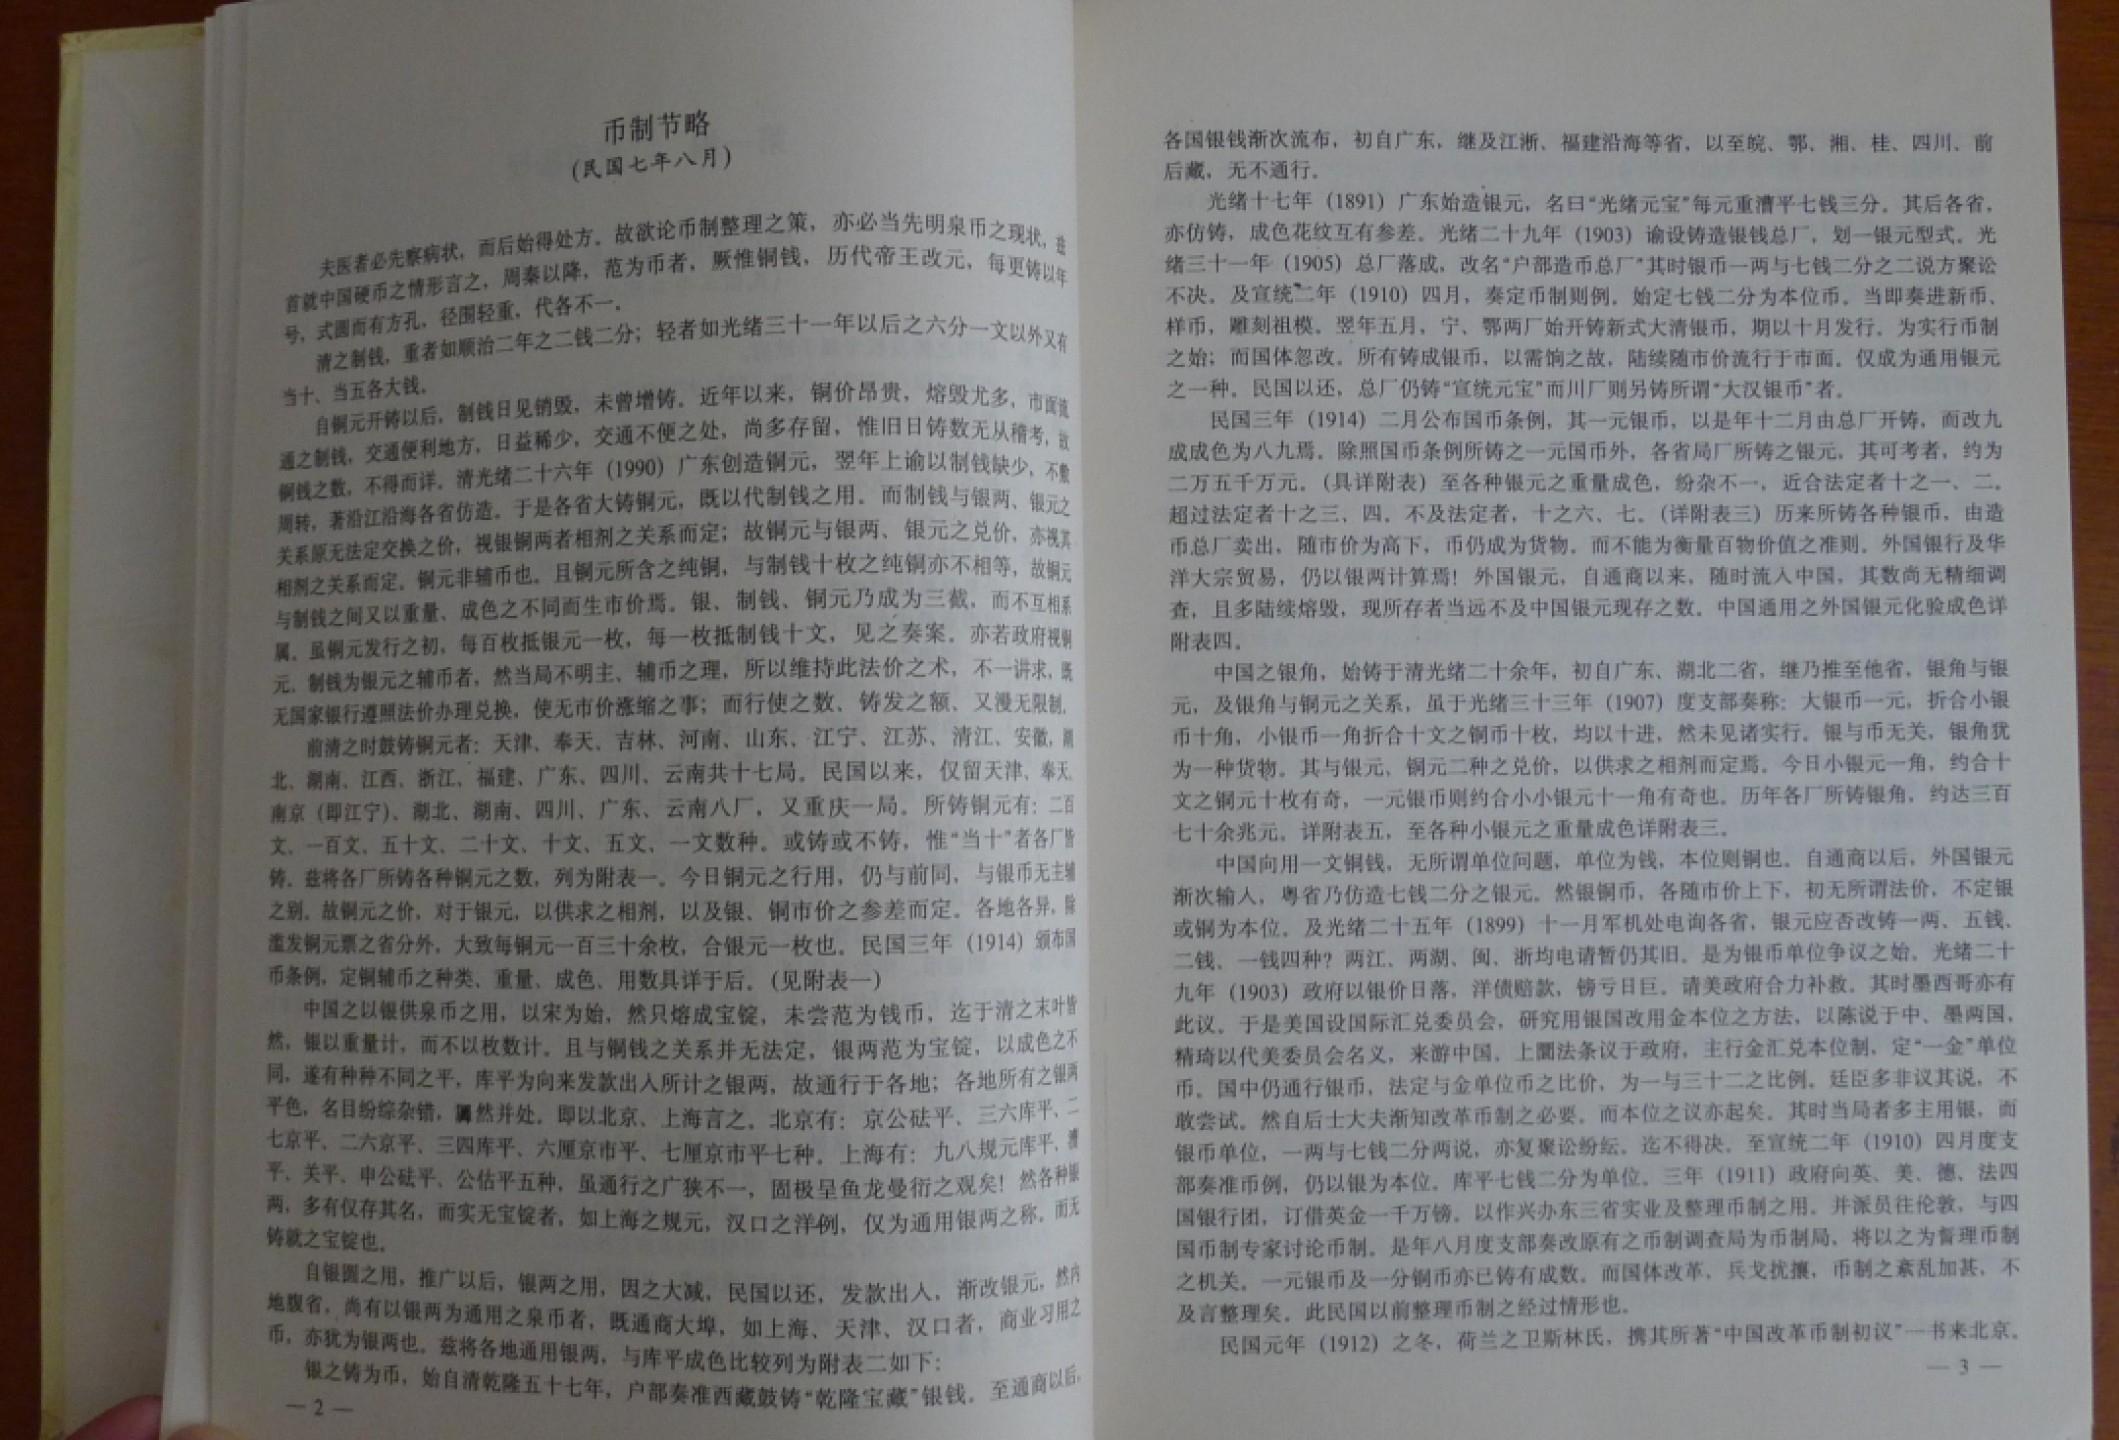 币制节略
(民国七年八月)
夫医者必先察病状，而后始得处方．故欲论币制整理之策，亦必当先明泉币之现状，兹
首就中国硬币之情形言之，周秦以降，范为币者，厥惟铜钱，历代帝王改元，每更铸以年
号，式圆而有方孔，径围轻重，代各不一．
清之制钱，重者如顺治二年之二钱二分；轻者如光绪三十一年以后之六分一文以外又有
当十、当五各大钱．
自铜元开铸以后，制钱日见销毁，未曾增铸．近年以来，铜价昂贵，熔毁尤多，市面流
通之制钱，交通便利地方，日益稀少，交通不便之处，尚多存留，惟旧日铸数无从稽考，故
铜钱之数，不得而详．清光绪二十六年（1990）广东创造铜元，翌年上谕以制钱缺少，不敷
周转，著沿江沿海各省仿造．于是各省大铸铜元，既以代制钱之用．而制钱与银两、银元之
关系原无法定交换之价，视银铜两者相剂之关系而定；故铜元与银两、银元之兑价，亦视其
相剂之关系而定．铜元非辅币也．且铜元所含之纯铜，与制钱十枚之纯铜亦不相等，故铜元
与制钱之间又以重量、成色之不同而生市价焉．银、制钱、铜元乃成为三截，而不互相系
属．虽铜元发行之初，每百枚抵银元一枚，每一枚抵制钱十文，见之奏案．亦若政府视铜
元．制钱为银元之辅币者，然当局不明主、辅币之理，所以维持此法价之术，不一讲求，既
无国家银行遵照法价办理兑换，使无市价涨缩之事；而行使之数、铸发之额、又漫无限制．
前清之时鼓铸铜元者：天津、奉天、吉林、河南、山东、江宁、江苏、清江、安徽，湖
北、湖南、江西、浙江、福建、广东、四川、云南共十七局．民国以来，仅留天津、奉天、
南京（即江宁）、湖北、湖南、四川、广东、云南八厂，又重庆一局．所铸铜元有：二百
文、一百文、五十文、二十文、十文、五文、一文数种．或铸或不铸，惟“当十”者各厂皆
铸．兹将各厂所铸各种铜元之数，列为附表一．今日铜元之行用，仍与前同，与银币无主辅
之别．故铜元之价，对于银元，以供求之相剂，以及银、铜市价之参差而定．各地各异，除
滥发铜元票之省分外，大致每铜元一百三十余枚，合银元一枚也．民国三年（1914）颁布国
币条例，定铜辅币之种类、重量、成色、用数具详于后．（见附表一）
中国之以银供泉币之用，以宋为始，然只熔成宝锭，未尝范为钱币，迄于清之末叶皆
然，银以重量计，而不以枚数计．且与铜钱之关系并无法定，银两范为宝锭，以成色之不
同，遂有种种不同之平，库平为向来发款出入所计之银两，故通行于各地；各地所有之银两
平色，名目纷综杂错，然并处．即以北京、上海言之．北京有：京公砝平、三六库平、二
七京平、二六京平、三四库平、六厘京市平、七厘京市平七种．上海有：九八规元库平、漕
平、关平、申公砝平、公估平五种，虽通行之广狭不一，固极呈鱼龙曼衍之观矣！然各种银
两，多有仅存其名，而实无宝锭者，如上海之规元，汉口之洋例，仅为通用银两之称．而无
铸就之宝锭也．
自银圆之用，推广以后，银两之用，因之大减，民国以还，发款出入，渐改银元，然内
地腹省，尚有以银两为通用之泉币者，既通商大埠，如上海、天津、汉口者，商业习用之
币，亦犹为银两也．兹将各地通用银两，与库平成色比较列为附表二如下：
银之铸为币，始自清乾隆五十七年，户部奏准西藏鼓铸“乾隆宝藏”银钱．至通商以后，
— 2 —
各国银钱渐次流布，初自广东，继及江淅、福建沿海等省，以至皖、鄂、湘、桂、四川、前
后藏，无不通行．
光绪十七年（1891）广东始造银元，名曰“光绪元宝”每元重漕平七钱三分．其后各省，
亦仿铸，成色花纹互有参差．光绪二十九年（1903）谕设铸造银钱总厂，划一银元型式．光
绪三十一年（1905）总厂落成，改名“户部造币总厂”其时银币一两与七钱二分之二说方聚讼
不决．及宣统二年（1910）四月，奏定币制则例．始定七钱二分为本位币．当即奏进新币、
样币，雕刻祖模．翌年五月，宁、鄂两厂始开铸新式大清银币，期以十月发行．为实行币制
之始；而国体忽改．所有铸成银币，以需饷之故，陆续随市价流行于市面．仅成为通用银元
之一种．民国以还，总厂仍铸“宣统元宝”而川厂则另铸所谓“大汉银币”者．
民国三年（1914）二月公布国币条例，其一元银币，以是年十二月由总厂开铸，而改九
成成色为八九焉．除照国币条例所铸之一元国币外，各省局厂所铸之银元，其可考者，约为
二万五千万元．（具详附表）至各种银元之重量成色，纷杂不一，近合法定者十之一、二．
超过法定者十之三、四．不及法定者，十之六、七．（详附表三）历来所铸各种银币，由造
币总厂卖出，随市价为高下，币仍成为货物．而不能为衡量百物价值之准则．外国银行及华
洋大宗贸易，仍以银两计算焉！外国银元，自通商以来，随时流入中国，其数尚无精细调
查，且多陆续熔毁，现所存者当远不及中国银元现存之数．中国通用之外国银元化验成色详
附表四．
中国之银角，始铸于清光绪二十余年，初自广东、湖北二省，继乃推至他省，银角与银
元，及银角与铜元之关系，虽于光绪三十三年（1907）度支部奏称：大银币一元，折合小银
币十角，小银币一角折合十文之铜币十枚，均以十进，然未见诸实行．银与币无关，银角犹
为一种货物．其与银元、铜元二种之兑价，以供求之相剂而定焉．今日小银元一角，约合十
文之铜元十枚有奇，一元银币则约合小小银元十一角有奇也．历年各厂所铸银角，约达三百
七十余兆元．详附表五，至各种小银元之重量成色详附表三．
中国向用一文铜钱，无所谓单位问题，单位为钱，本位则铜也．自通商以后，外国银元
渐次输人，粤省乃仿造七钱二分之银元．然银铜币，各随市价上下，初无所谓法价，不定银
或铜为本位．及光绪二十五年（1899）十一月军机处电询各省，银元应否改铸一两、五钱、
二钱、一钱四种？两江、两湖、闽、浙均电请暂仍其旧．是为银币单位争议之始．光绪二十
九年（1903）政府以银价日落，洋债赔款，镑亏日巨．请美政府合力补救．其时墨西哥亦有
此议．于是美国设国际汇兑委员会，研究用银国改用金本位之方法，以陈说于中、墨两国，
精琦以代美委员会名义，来游中国．上圜法条议于政府，主行金汇兑本位制，定“一金”单位
币．国中仍通行银币，法定与金单位币之比价，为一与三十二之比例．廷臣多非议其说，不
敢尝试．然自后士大夫渐知改革币制之必要．而本位之议亦起矣．其时当局者多主用银，而
银币单位，一两与七钱二分两说，亦复聚讼纷纭．迄不得决．至宣统二年（1910）四月度支
部奏准币例，仍以银为本位．库平七钱二分为单位．三年（1911）政府向英、美、德、法四
国银行团，订借英金一千万镑．以作兴办东三省实业及整理币制之用．并派员往伦敦，与四
国币制专家讨论币制．是年八月度支部奏改原有之币制调查局为币制局，将以之为督理币制
之机关．一元银币及一分铜币亦已铸有成数．而国体改革，兵戈扰攘，币制之紊乱加甚，不
及言整理矣．此民国以前整理币制之经过情形也．
民国元年（1912）之冬，荷兰之卫斯林氏，携其所著“中国改革币制初议”一书来北京．
— 3 —